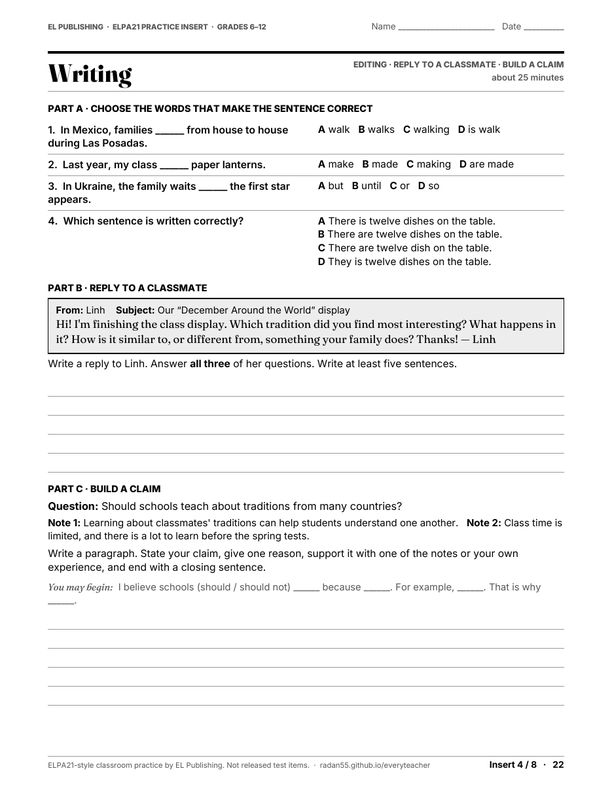 EL PUBLISHING · ELPA21 PRACTICE INSERT · GRADES 6–12
Name ____________________ Date ________
Writing
EDITING · REPLY TO A CLASSMATE · BUILD A CLAIM
about 25 minutes
PART A · CHOOSE THE WORDS THAT MAKE THE SENTENCE CORRECT
1. In Mexico, families _____ from house to house
during Las Posadas.
A walk B walks C walking D is walk
2. Last year, my class _____ paper lanterns.
A make B made C making D are made
3. In Ukraine, the family waits _____ the first star
appears.
A but B until C or D so
4. Which sentence is written correctly?
A There is twelve dishes on the table.
B There are twelve dishes on the table.
C There are twelve dish on the table.
D They is twelve dishes on the table.
PART B · REPLY TO A CLASSMATE
From: Linh Subject: Our “December Around the World” display
Hi! I'm finishing the class display. Which tradition did you find most interesting? What happens in
it? How is it similar to, or different from, something your family does? Thanks! — Linh
Write a reply to Linh. Answer all three of her questions. Write at least five sentences.
PART C · BUILD A CLAIM
Question: Should schools teach about traditions from many countries?
Note 1: Learning about classmates' traditions can help students understand one another. Note 2: Class time is
limited, and there is a lot to learn before the spring tests.
Write a paragraph. State your claim, give one reason, support it with one of the notes or your own
experience, and end with a closing sentence.
You may begin: I believe schools (should / should not) _____ because _____. For example, _____. That is why
_____.
ELPA21-style classroom practice by EL Publishing. Not released test items. · radan55.github.io/everyteacher
Insert 4 / 8 · 22